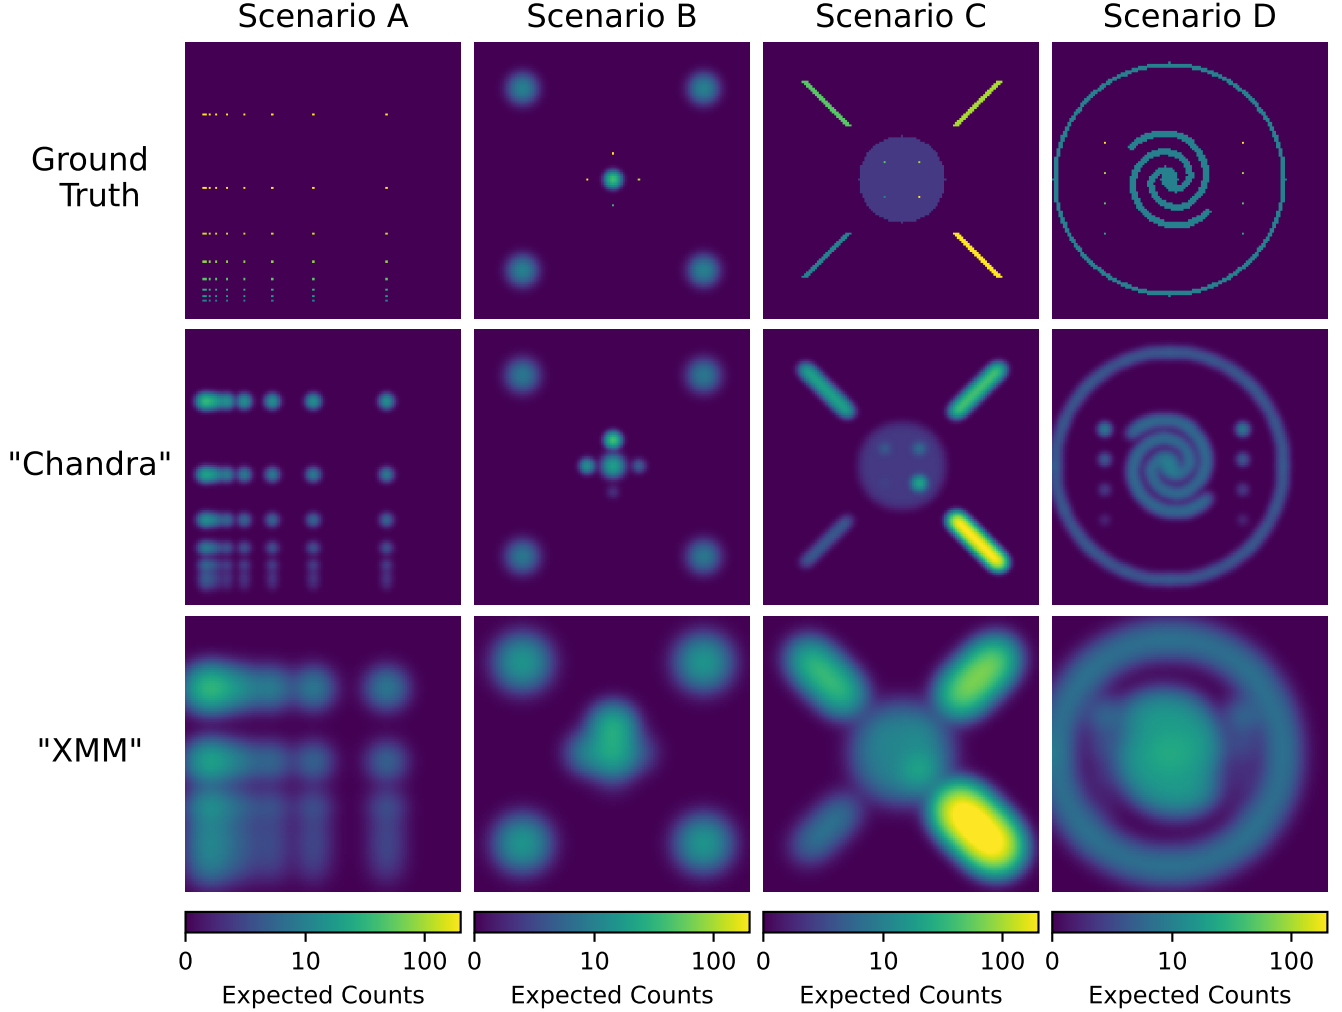 Scenario A Scenario B Scenario C Scenario D
Ground
Truth
"Chandra"
"XMM"
0 10 100 0 10 100 0 10 100 0 10 100
Expected Counts Expected Counts Expected Counts Expected Counts